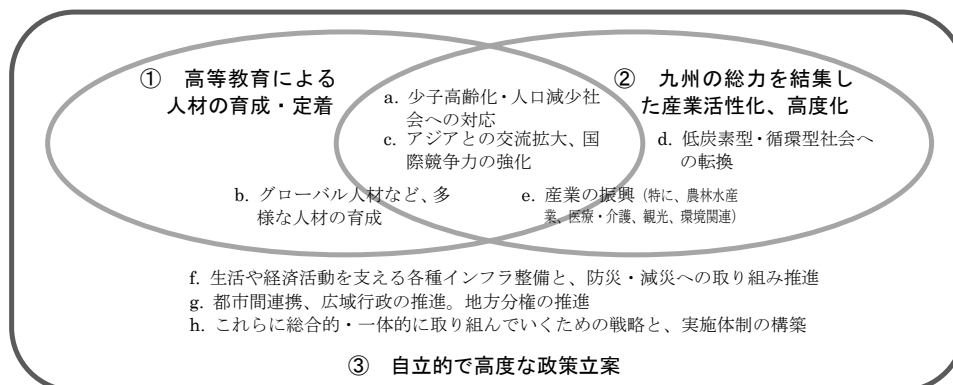 ① 高等教育による
人材の育成・定着
② 九州の総力を結集し
た産業活性化、高度化
a. 少子高齢化・人口減少社
会への対応
c. アジアとの交流拡大、国
際競争力の強化
d. 低炭素型・循環型社会へ
の転換
b. グローバル人材など、多
様な人材の育成
e. 産業の振興（特に、農林水産
業、医療・介護、観光、環境関連）
f. 生活や経済活動を支える各種インフラ整備と、防災・減災への取り組み推進
g. 都市間連携、広域行政の推進。地方分権の推進
h. これらに総合的・一体的に取り組んでいくための戦略と、実施体制の構築
③ 自立的で高度な政策立案